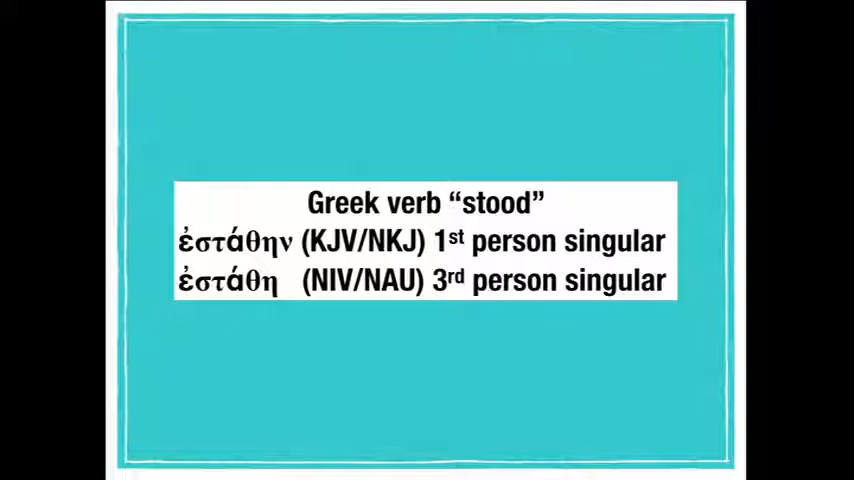 Greek verb “stood”
ἐστάθην (KJV/NKJ) 1st person singular
ἐστάθη (NIV/NAU) 3rd person singular